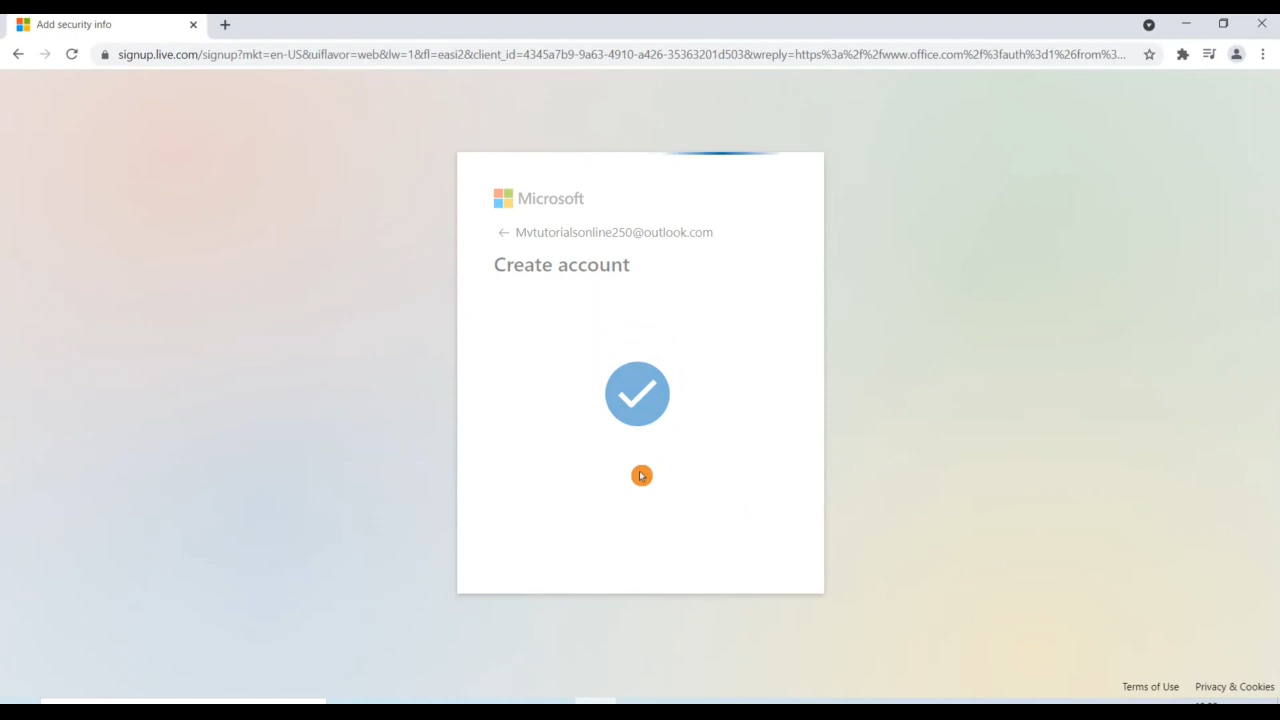 Add security info
signup.live.com/signup?mkt=en-US&uiflavor=web&lw=1&fl=easi2&client_id=4345a7b9-9a63-4910-a426-35363201d503&wreply=https%3a%2f%2fwww.office.com%2f%3fauth%3d1%26from%3...
Microsoft
← Mvtutorialsonline250@outlook.com
Create account
Terms of Use Privacy & Cookies